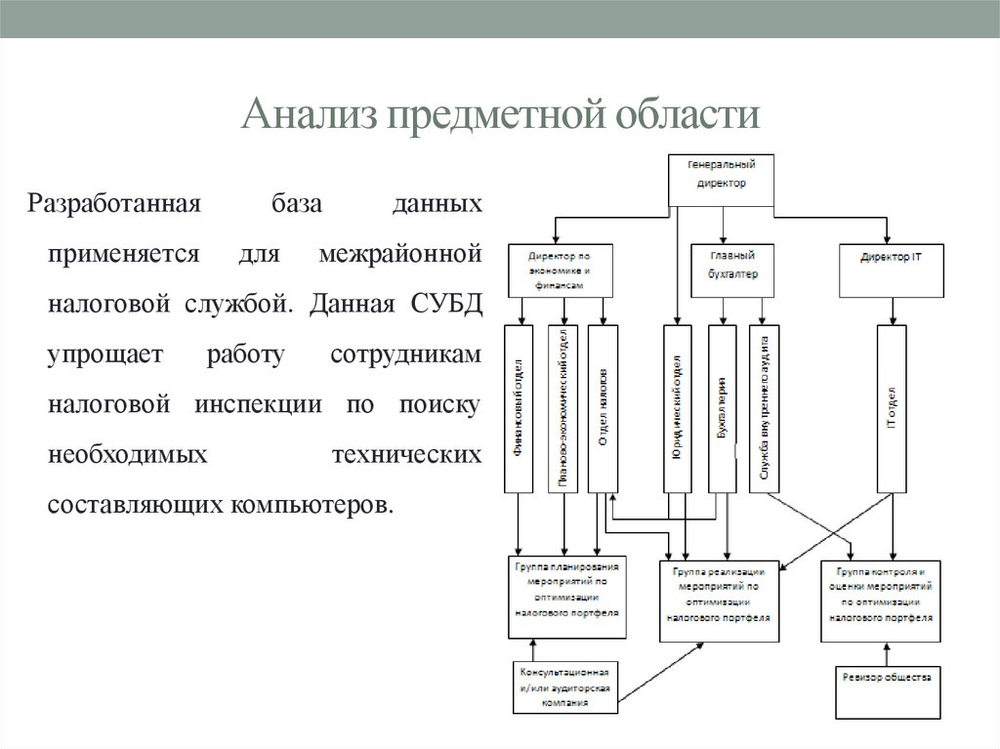 Анализ предметной области
Разработанная база данных
применяется для межрайонной
налоговой службой. Данная СУБД
упрощает работу сотрудникам
налоговой инспекции по поиску
необходимых технических
составляющих компьютеров.
Генеральный
директор
Директор по
экономике и
финансам
Главный
бухгалтер
Директор IT
Финансовый отдел
Планово-экономический отдел
Отдел налогов
Юридический отдел
Бухгалтерия
Служба внутреннего аудита
IT отдел
Группа планирования
мероприятий по
оптимизации
налогового портфеля
Группа реализации
мероприятий по
оптимизации
налогового портфеля
Группа контроля и
оценки мероприятий
по оптимизации
налогового портфеля
Консультационная
и/или аудиторская
компания
Ревизор общества